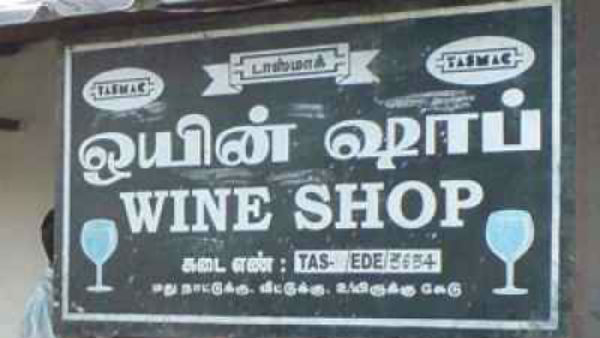 டாஸ்மாக்
TASMAC TASMAC
ஒயின் ஷாப்
WINE SHOP
கடை எண் : TAS- EDE
மது நாட்டுக்கு, வீட்டுக்கு, உயிருக்கு கேடு